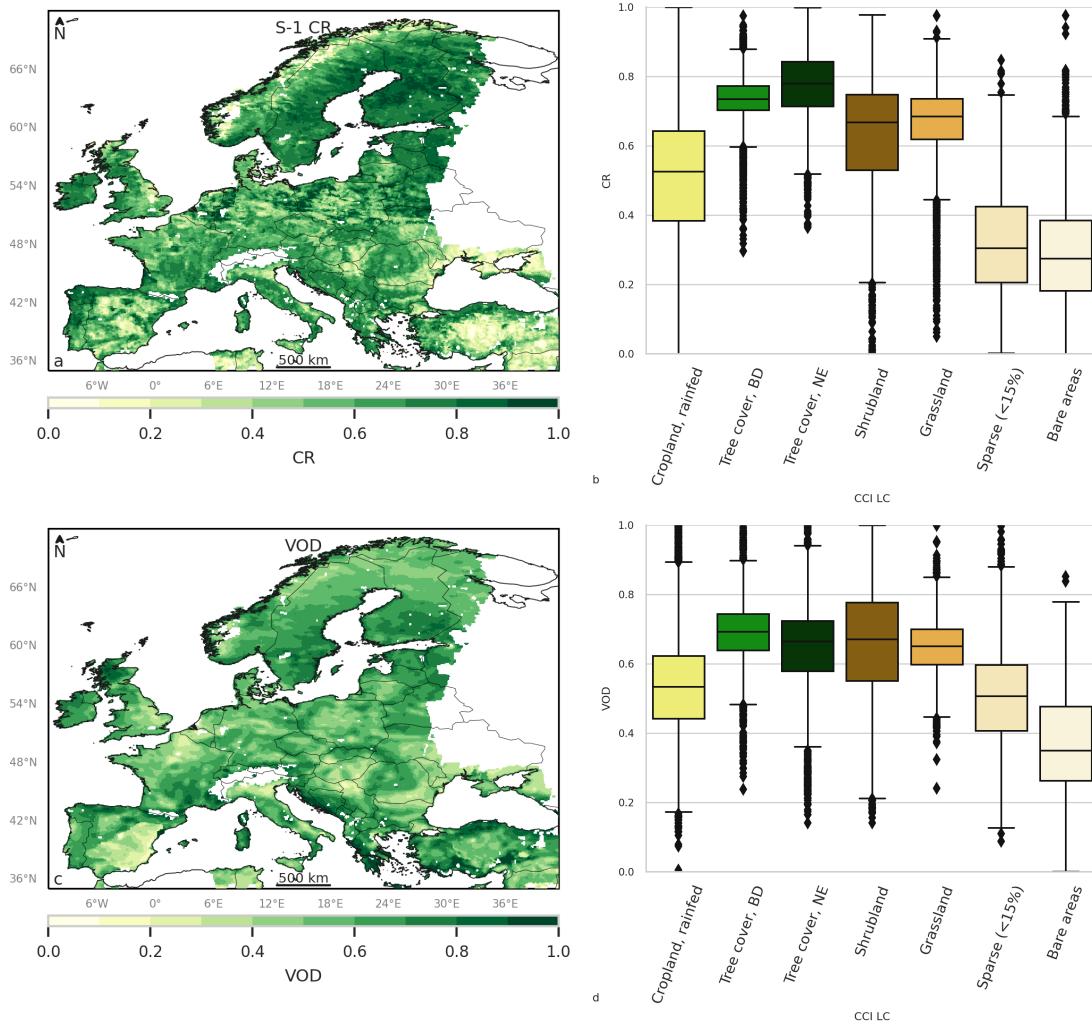 N
S-1 CR
66°N
60°N
54°N
48°N
42°N
36°N
a
500 km
6°W 0° 6°E 12°E 18°E 24°E 30°E 36°E
0.0 0.2 0.4 0.6 0.8 1.0
CR
1.0
0.8
0.6
0.4
0.2
0.0
CR
Cropland, rainfed
Tree cover, BD
Tree cover, NE
Shrubland
Grassland
Sparse (<15%)
Bare areas
b
CCI LC
N
VOD
66°N
60°N
54°N
48°N
42°N
36°N
c
500 km
6°W 0° 6°E 12°E 18°E 24°E 30°E 36°E
0.0 0.2 0.4 0.6 0.8 1.0
VOD
1.0
0.8
0.6
0.4
0.2
0.0
VOD
Cropland, rainfed
Tree cover, BD
Tree cover, NE
Shrubland
Grassland
Sparse (<15%)
Bare areas
d
CCI LC